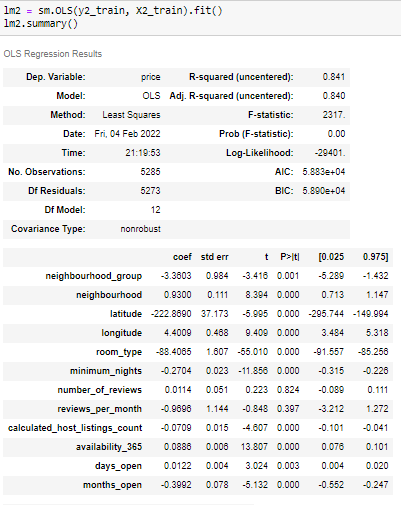 lm2 = sm.OLS(y2_train, X2_train).fit()
lm2.summary()
OLS Regression Results
Dep. Variable: price R-squared (uncentered): 0.841
Model: OLS Adj. R-squared (uncentered): 0.840
Method: Least Squares F-statistic: 2317.
Date: Fri, 04 Feb 2022 Prob (F-statistic): 0.00
Time: 21:19:53 Log-Likelihood: -29401.
No. Observations: 5285 AIC: 5.883e+04
Df Residuals: 5273 BIC: 5.890e+04
Df Model: 12
Covariance Type: nonrobust
coef std err t P>|t| [0.025 0.975]
neighbourhood_group -3.3603 0.984 -3.416 0.001 -5.289 -1.432
neighbourhood 0.9300 0.111 8.394 0.000 0.713 1.147
latitude -222.8690 37.173 -5.995 0.000 -295.744 -149.994
longitude 4.4009 0.468 9.409 0.000 3.484 5.318
room_type -88.4065 1.607 -55.010 0.000 -91.557 -85.256
minimum_nights -0.2704 0.023 -11.856 0.000 -0.315 -0.226
number_of_reviews 0.0114 0.051 0.223 0.824 -0.089 0.111
reviews_per_month -0.9696 1.144 -0.848 0.397 -3.212 1.272
calculated_host_listings_count -0.0709 0.015 -4.607 0.000 -0.101 -0.041
availability_365 0.0886 0.006 13.807 0.000 0.076 0.101
days_open 0.0122 0.004 3.024 0.003 0.004 0.020
months_open -0.3992 0.078 -5.132 0.000 -0.552 -0.247